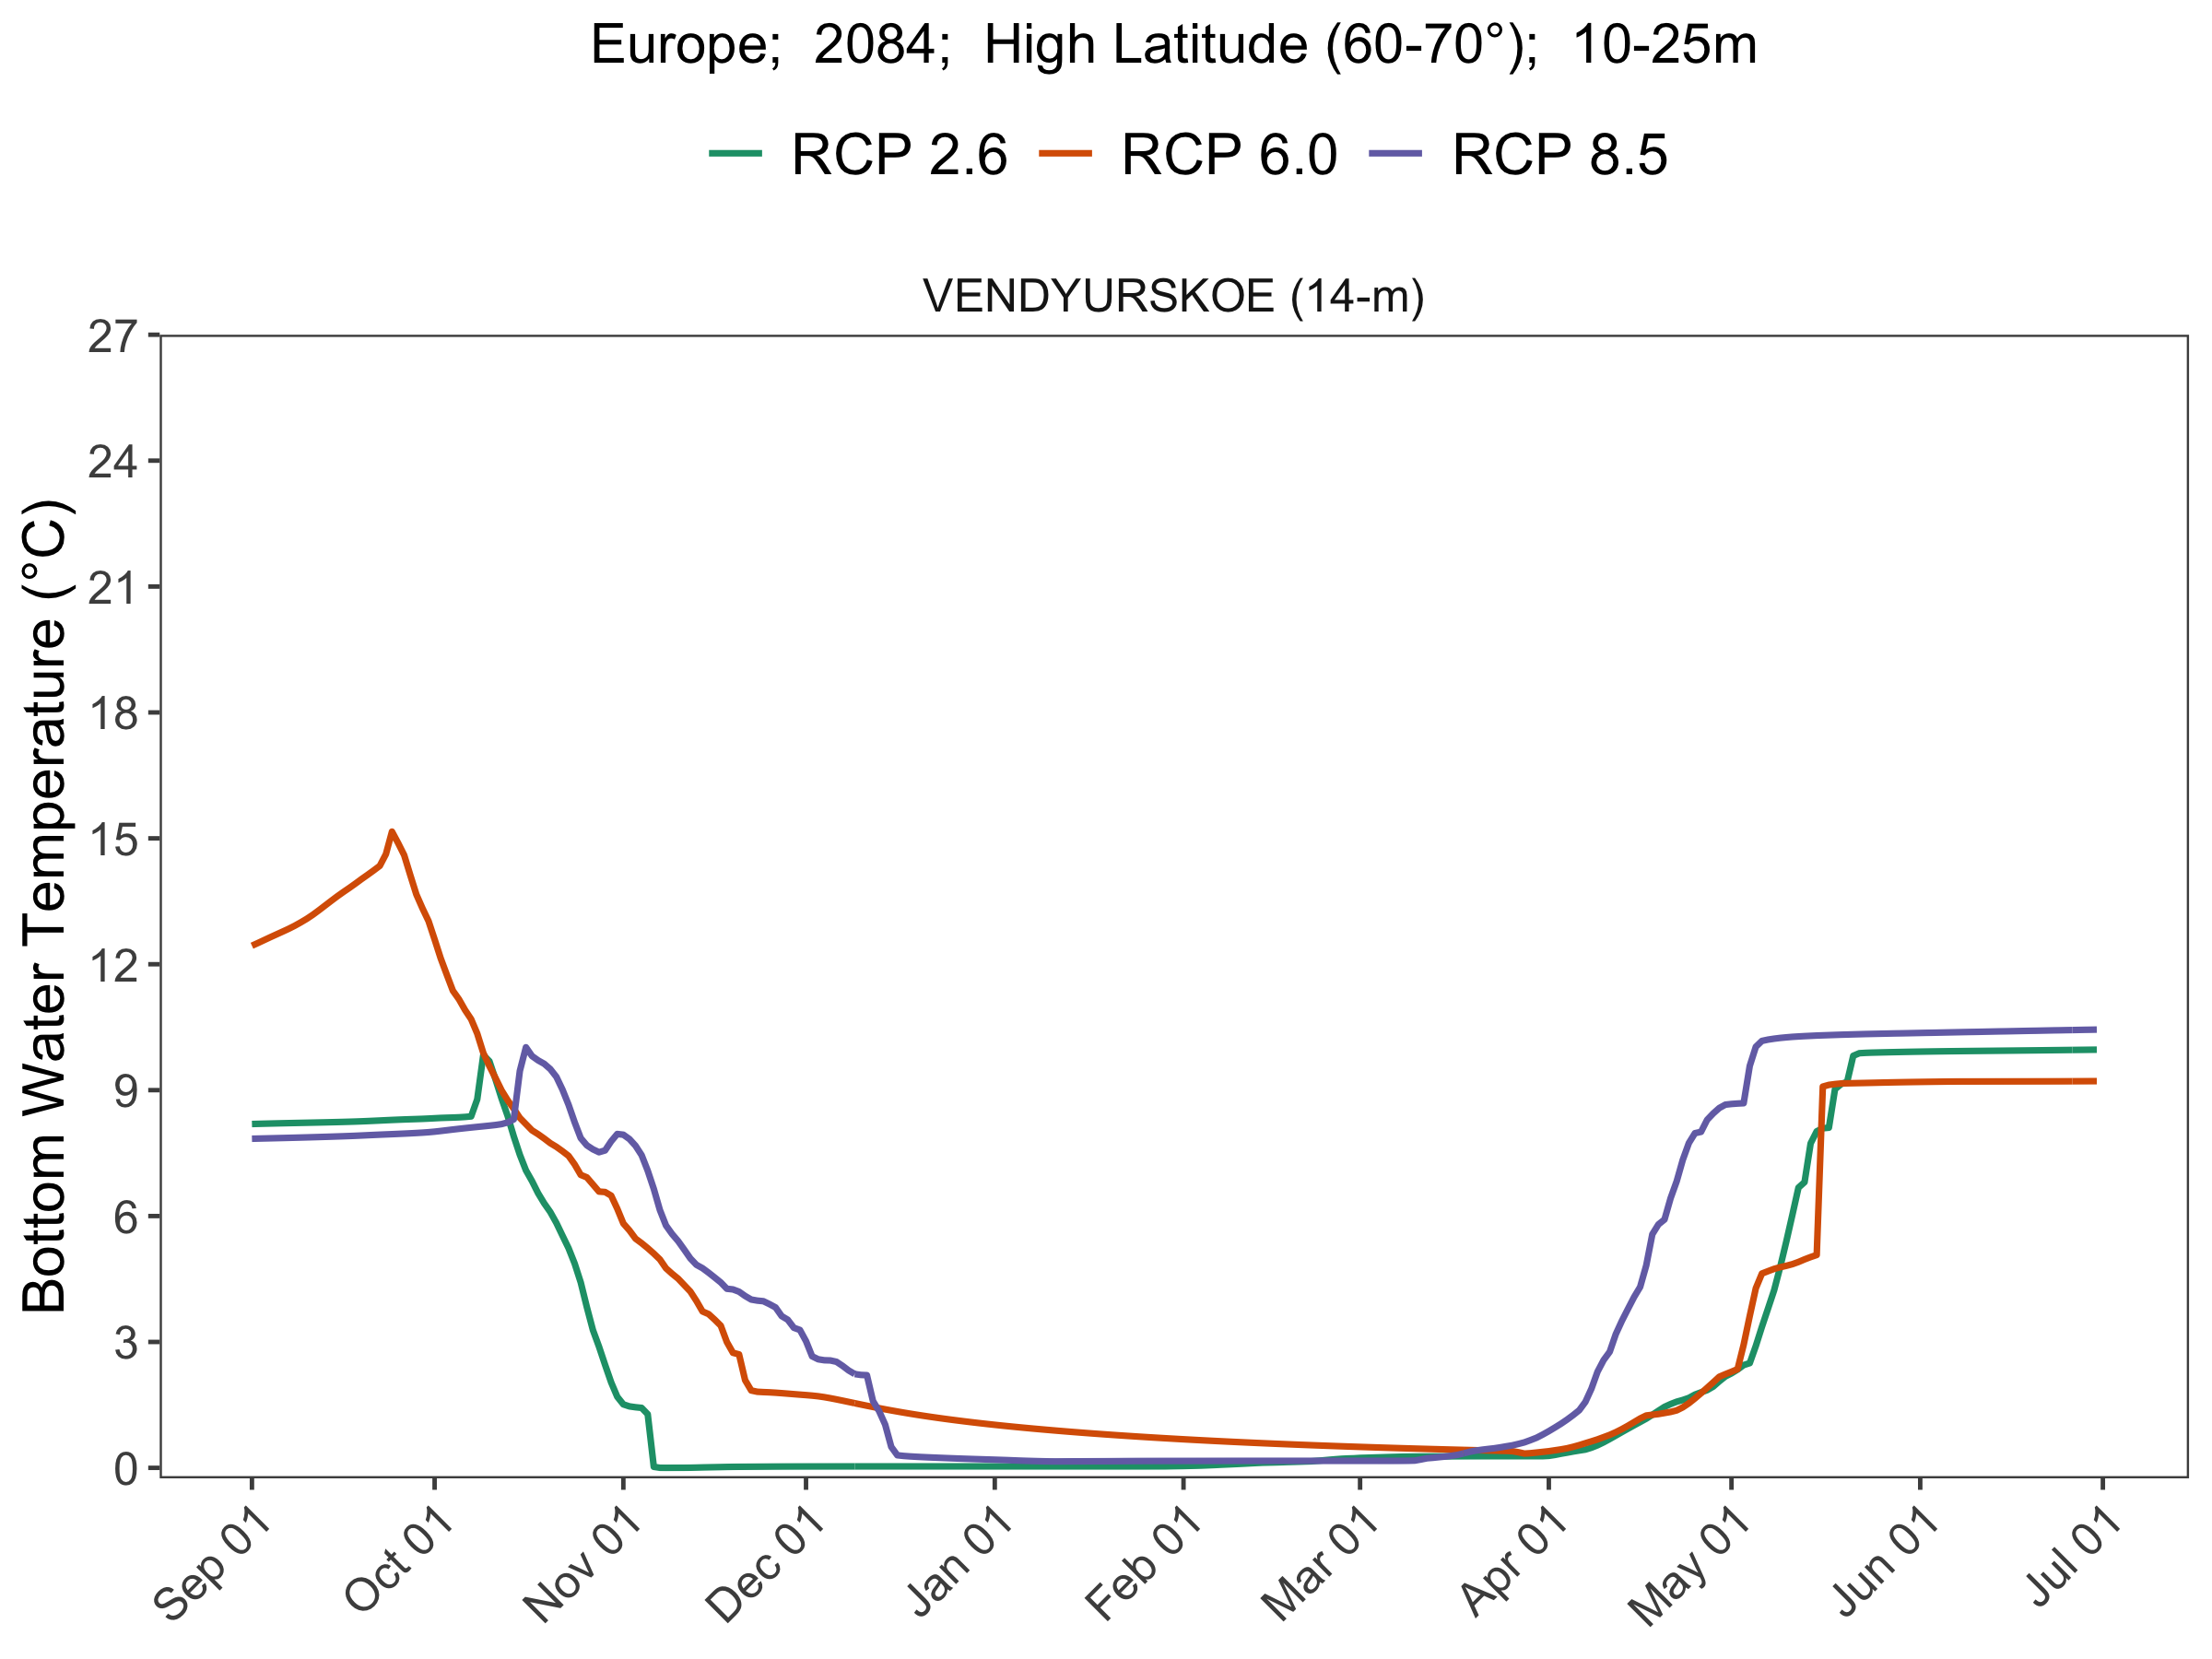 Europe;  2084;  High Latitude (60-70°);  10-25m
RCP 2.6 RCP 6.0 RCP 8.5
VENDYURSKOE (14-m)
Bottom Water Temperature (°C)
27
24
21
18
15
12
9
6
3
0
Sep 01 Oct 01 Nov 01 Dec 01 Jan 01 Feb 01 Mar 01 Apr 01 May 01 Jun 01 Jul 01